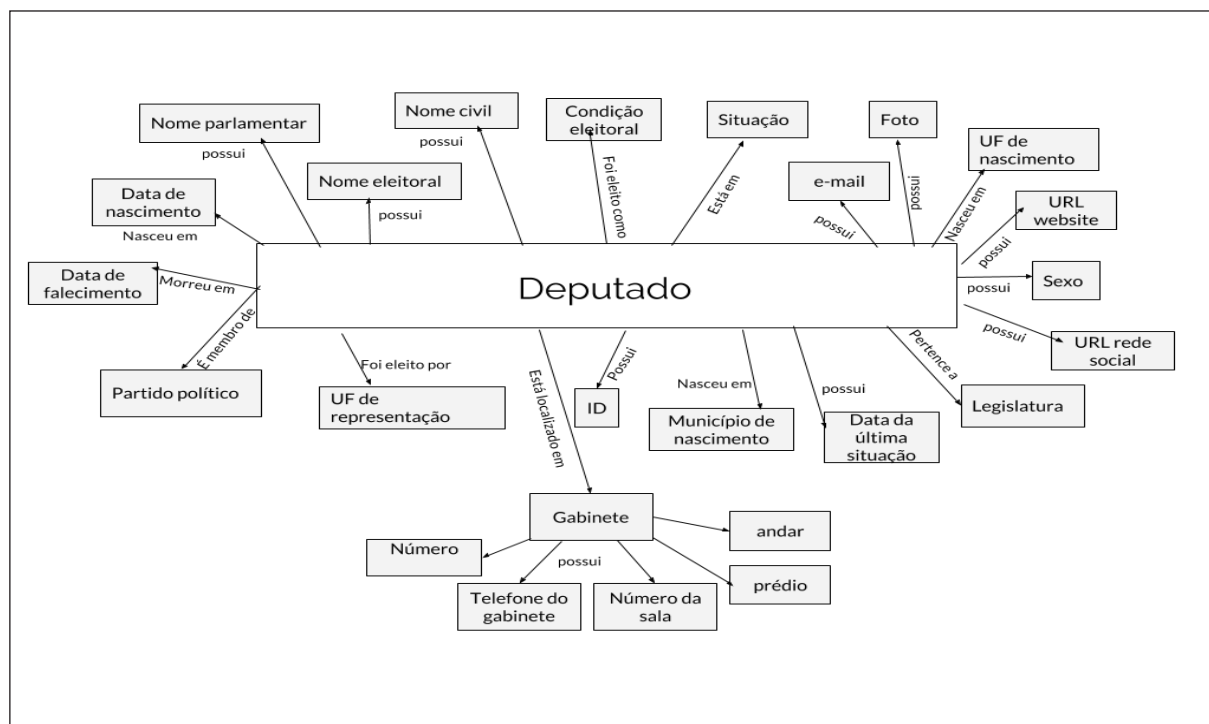 Nome parlamentar
possui
Nome civil
possui
Condição
eleitoral
Foi eleito como
Situação
Está em
Foto
possui
UF de
nascimento
Nasceu em
Nome eleitoral
possui
e-mail
possui
Data de
nascimento
Nasceu em
URL
website
possui
Data de
falecimento
Morreu em
Deputado
Sexo
possui
É membro de
Partido político
Foi eleito por
UF de
representação
Está localizado em
Possui
ID
Nasceu em
Município de
nascimento
possui
Data da
última
situação
Pertence a
Legislatura
possui
URL rede
social
Gabinete
possui
Número
Telefone do
gabinete
Número da
sala
prédio
andar